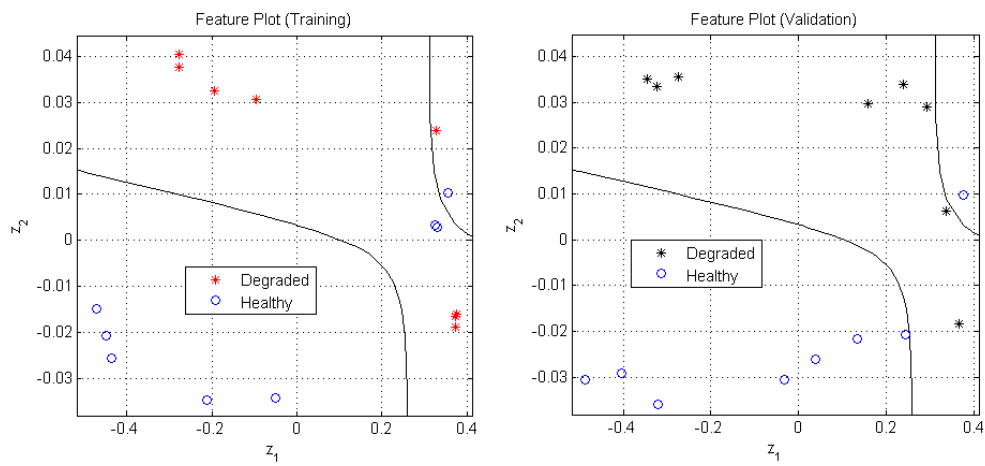 Feature Plot (Training)
0.04
0.03
0.02
0.01
0
-0.01
-0.02
-0.03
z2
-0.4
-0.2
0
0.2
0.4
z1
Degraded
Healthy
Feature Plot (Validation)
0.04
0.03
0.02
0.01
0
-0.01
-0.02
-0.03
z2
-0.4
-0.2
0
0.2
0.4
z1
Degraded
Healthy